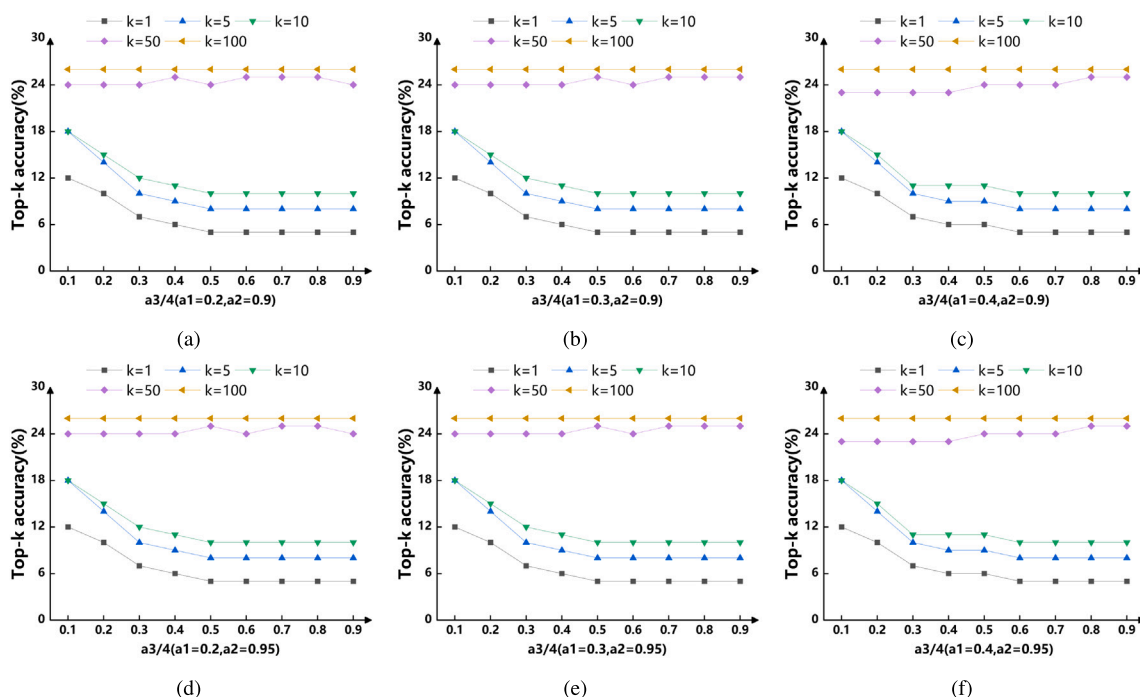 k=1 k=5 k=10
k=50 k=100
30
24
18
12
6
0
Top-k accuracy(%)
0.1 0.2 0.3 0.4 0.5 0.6 0.7 0.8 0.9
a3/4(a1=0.2,a2=0.9)
(a)
k=1 k=5 k=10
k=50 k=100
30
24
18
12
6
0
Top-k accuracy(%)
0.1 0.2 0.3 0.4 0.5 0.6 0.7 0.8 0.9
a3/4(a1=0.3,a2=0.9)
(b)
k=1 k=5 k=10
k=50 k=100
30
24
18
12
6
0
Top-k accuracy(%)
0.1 0.2 0.3 0.4 0.5 0.6 0.7 0.8 0.9
a3/4(a1=0.4,a2=0.9)
(c)
k=1 k=5 k=10
k=50 k=100
30
24
18
12
6
0
Top-k accuracy(%)
0.1 0.2 0.3 0.4 0.5 0.6 0.7 0.8 0.9
a3/4(a1=0.2,a2=0.95)
(d)
k=1 k=5 k=10
k=50 k=100
30
24
18
12
6
0
Top-k accuracy(%)
0.1 0.2 0.3 0.4 0.5 0.6 0.7 0.8 0.9
a3/4(a1=0.3,a2=0.95)
(e)
k=1 k=5 k=10
k=50 k=100
30
24
18
12
6
0
Top-k accuracy(%)
0.1 0.2 0.3 0.4 0.5 0.6 0.7 0.8 0.9
a3/4(a1=0.4,a2=0.95)
(f)